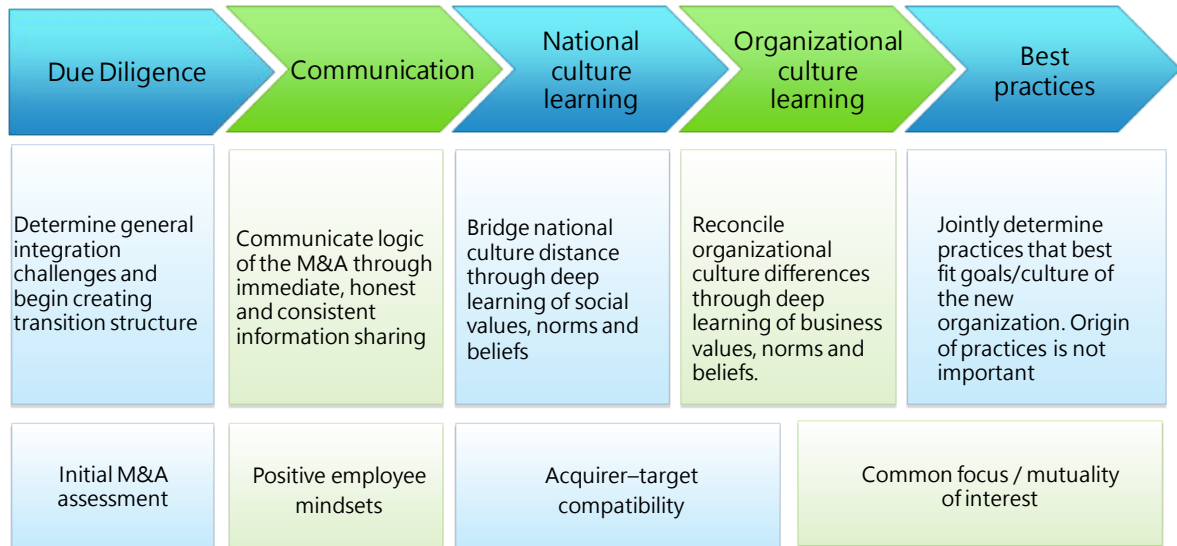 Due Diligence
Communication
National
culture
learning
Organizational
culture
learning
Best
practices
Determine general
integration
challenges and
begin creating
transition structure
Communicate logic
of the M&A through
immediate, honest
and consistent
information sharing
Bridge national
culture distance
through deep
learning of social
values, norms and
beliefs
Reconcile
organizational
culture differences
through deep
learning of business
values, norms and
beliefs.
Jointly determine
practices that best
fit goals/culture of
the new
organization. Origin
of practices is not
important
Initial M&A
assessment
Positive employee
mindsets
Acquirer–target
compatibility
Common focus / mutuality
of interest